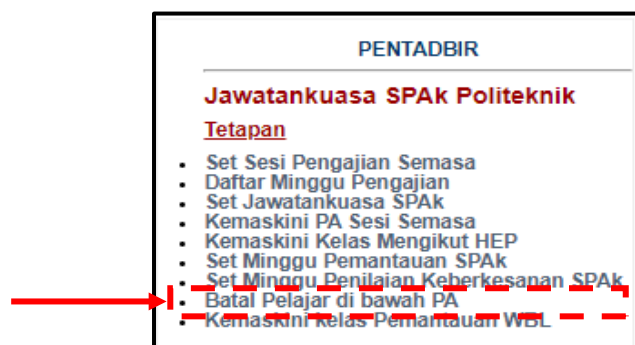 PENTADBIR
Jawatankuasa SPAk Politeknik
Tetapan
Set Sesi Pengajian Semasa
Daftar Minggu Pengajian
Set Jawatankuasa SPAk
Kemaskini PA Sesi Semasa
Kemaskini Kelas Mengikut HEP
Set Minggu Pemantauan SPAk
Set Minggu Penilaian Keberkesanan SPAk
Batal Pelajar di bawah PA
Kemaskini kelas Pemantauan WBL